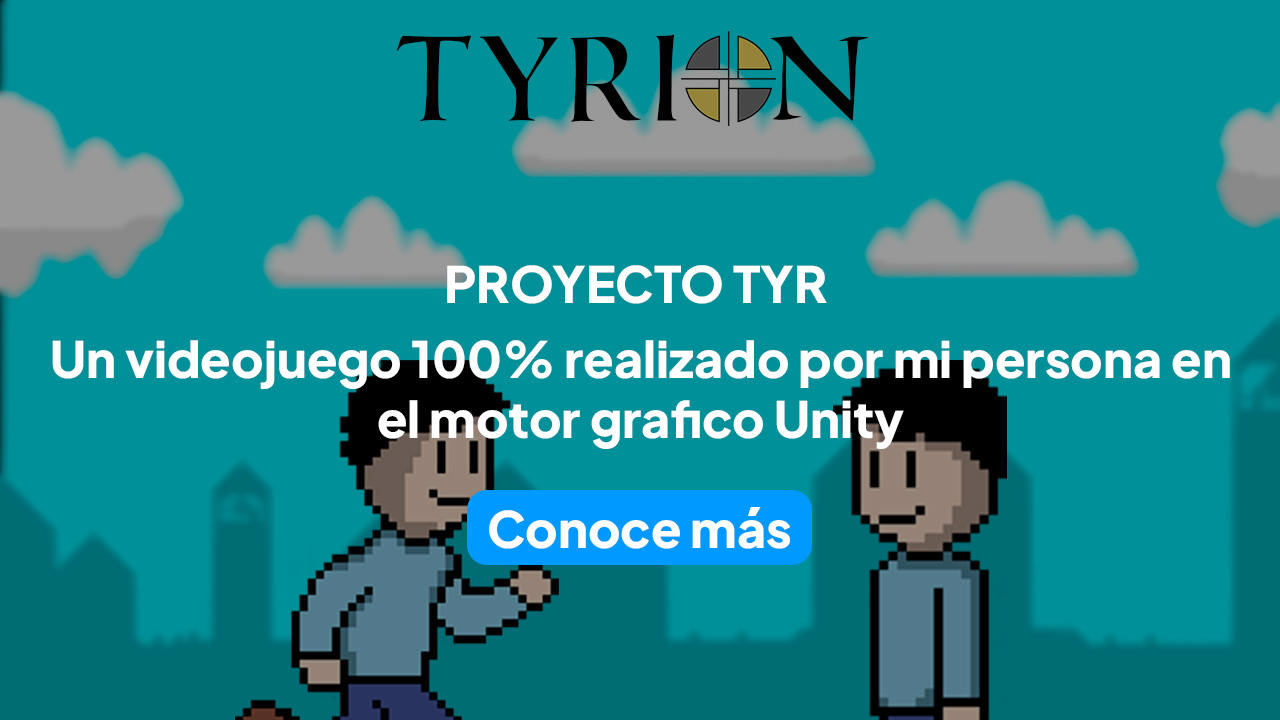 TYRION
PROYECTO TYR
Un videojuego 100% realizado por mi persona en
el motor grafico Unity
Conoce más